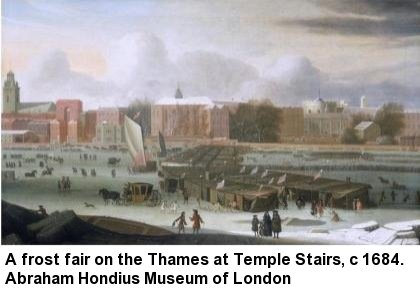 A frost fair on the Thames at Temple Stairs, c 1684.
Abraham Hondius Museum of London